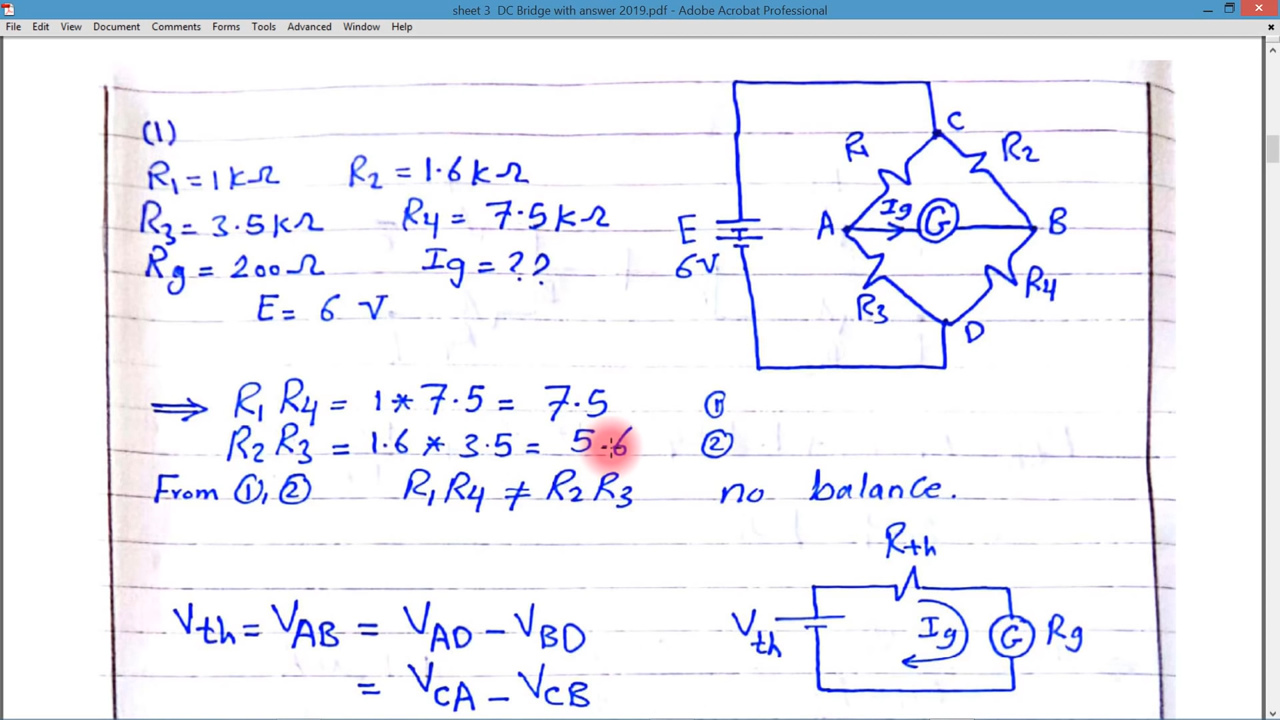 sheet 3 DC Bridge with answer 2019.pdf - Adobe Acrobat Professional
File Edit View Document Comments Forms Tools Advanced Window Help
(1)
R1 = 1 kΩ R2 = 1.6 kΩ
R3 = 3.5 kΩ R4 = 7.5 kΩ
Rg = 200 Ω Ig = ??
E = 6 V
C
R1 R2
Ig G
A B
E
6V
R3 R4
D
⇒ R1 R4 = 1 * 7.5 = 7.5 ①
R2 R3 = 1.6 * 3.5 = 5.6 ②
From ①, ② R1 R4 ≠ R2 R3 no balance.
Rth
Vth Ig G Rg
Vth = VAB = VAD - VBD
= VCA - VCB